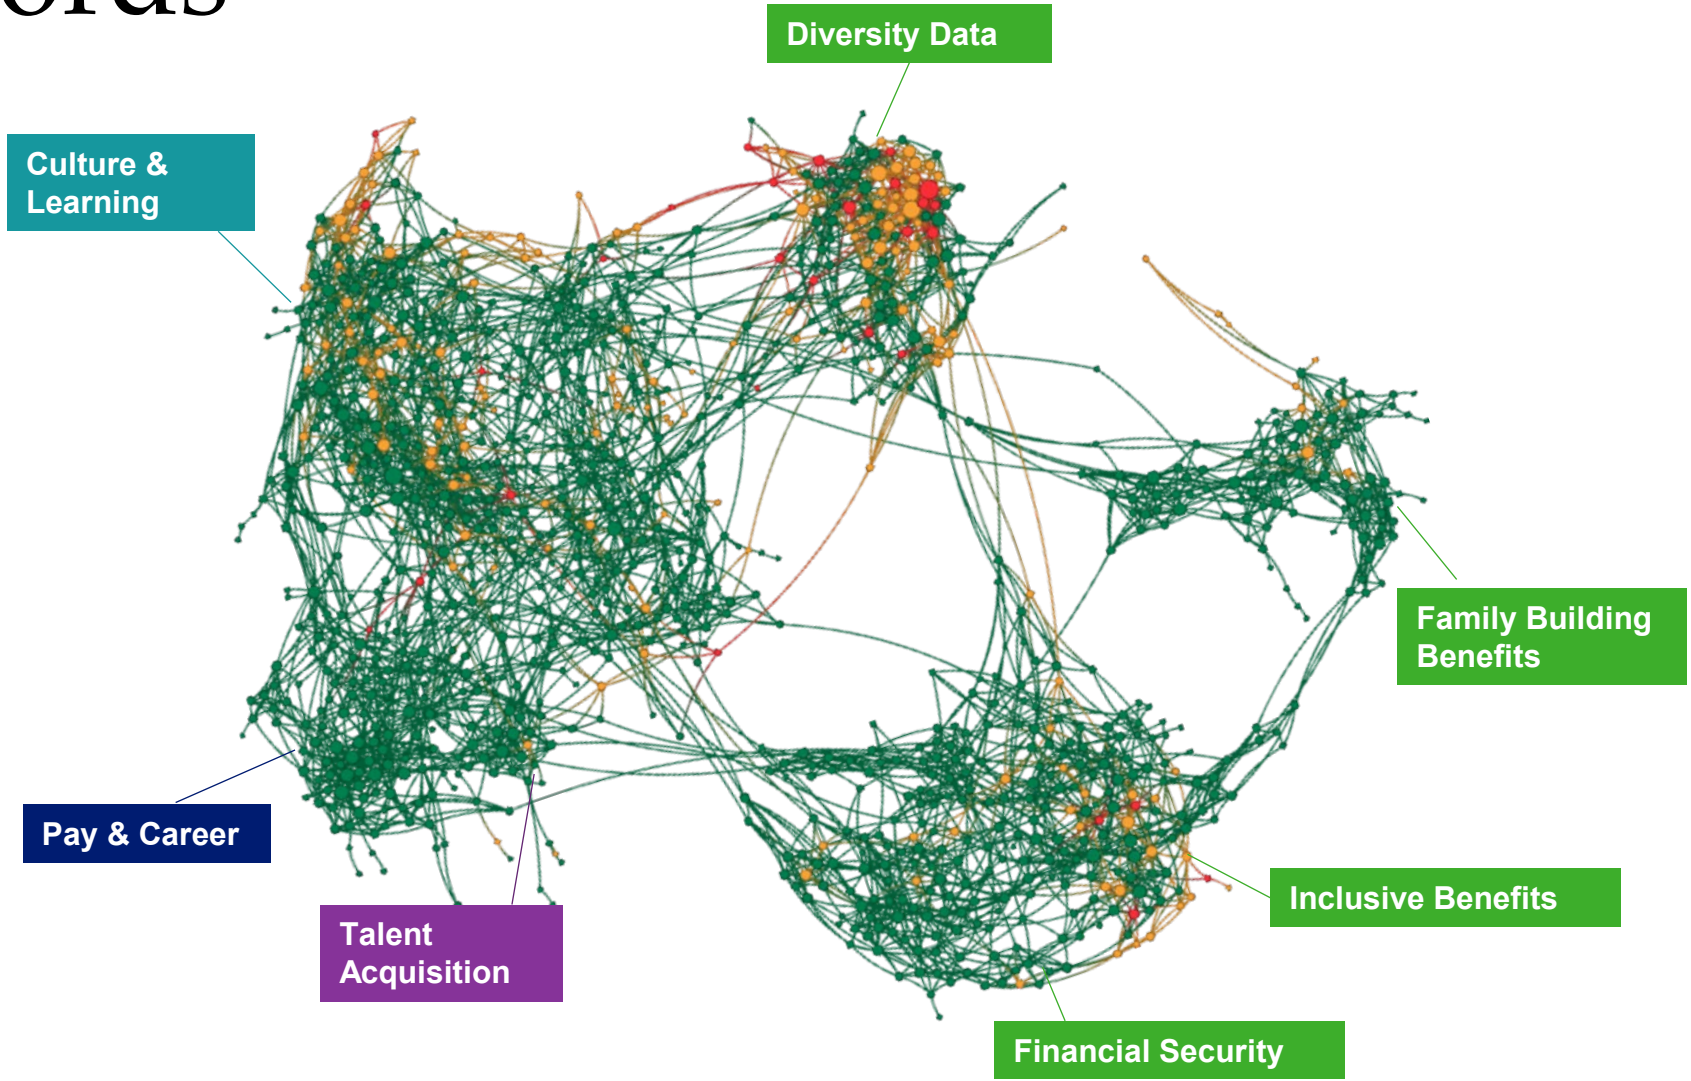 Diversity Data
Culture &
Learning
Family Building
Benefits
Pay & Career
Inclusive Benefits
Talent
Acquisition
Financial Security